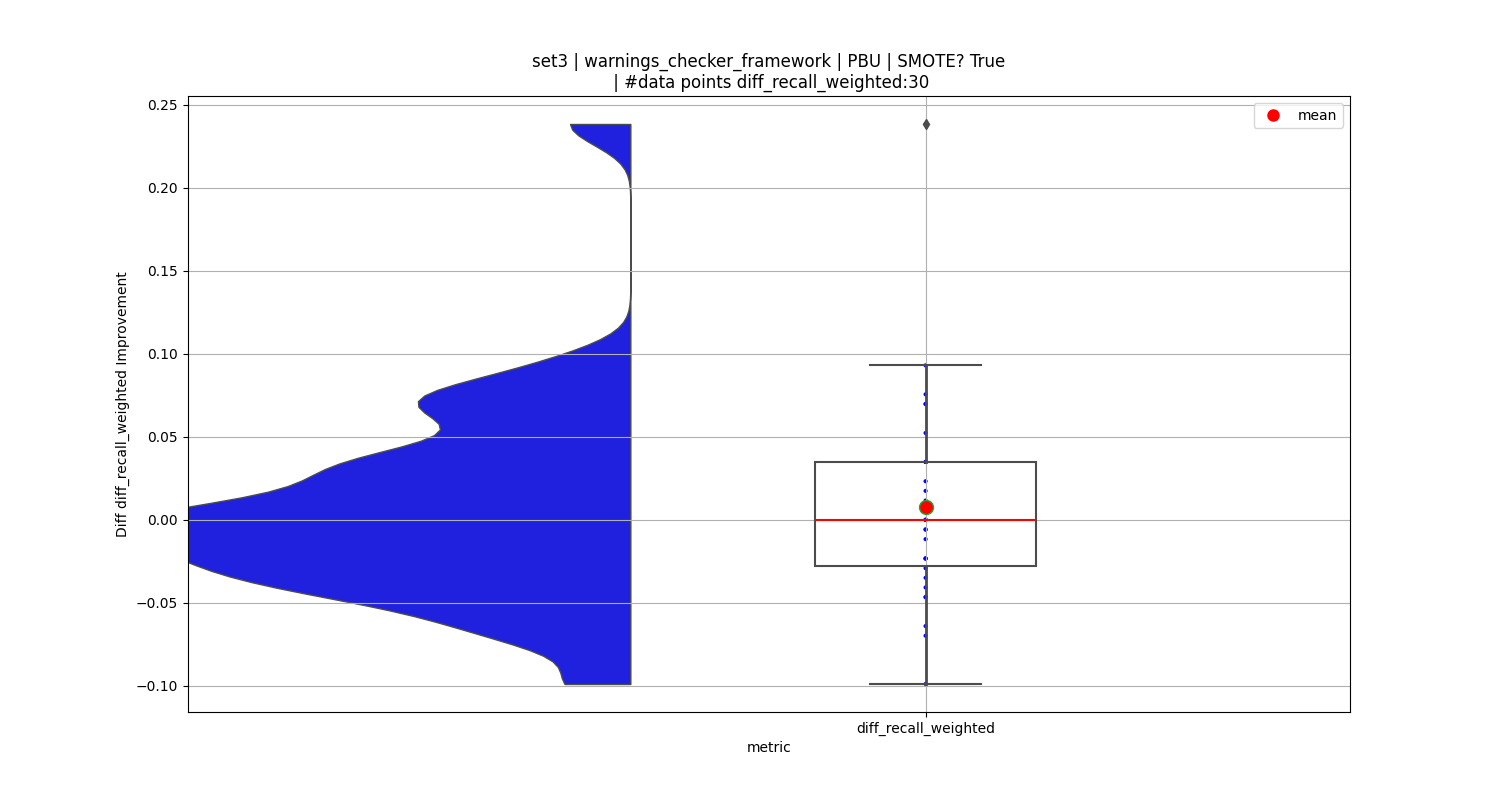 set3 | warnings_checker_framework | PBU | SMOTE? True
| #data points diff_recall_weighted:30
mean
0.25
0.20
0.15
0.10
0.05
0.00
−0.05
−0.10
Diff diff_recall_weighted Improvement
diff_recall_weighted
metric